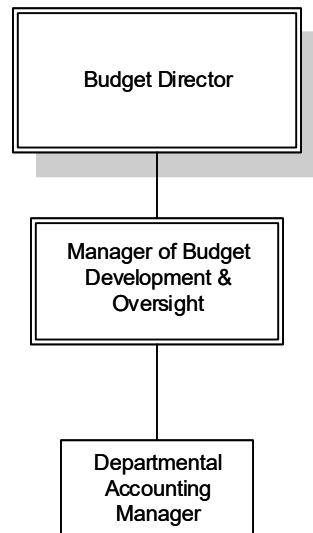 Budget Director
Manager of Budget
Development &
Oversight
Departmental
Accounting
Manager